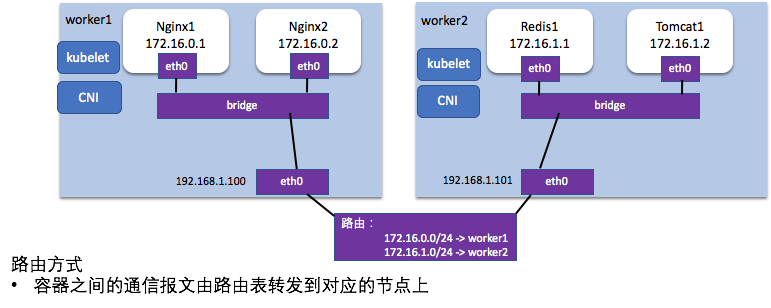 worker1
Nginx1
172.16.0.1
eth0
Nginx2
172.16.0.2
eth0
kubelet
CNI
bridge
192.168.1.100
eth0
worker2
Redis1
172.16.1.1
eth0
Tomcat1
172.16.1.2
eth0
kubelet
CNI
bridge
192.168.1.101
eth0
路由：
172.16.0.0/24 -> worker1
172.16.1.0/24 -> worker2
路由方式
• 容器之间的通信报文由路由表转发到对应的节点上